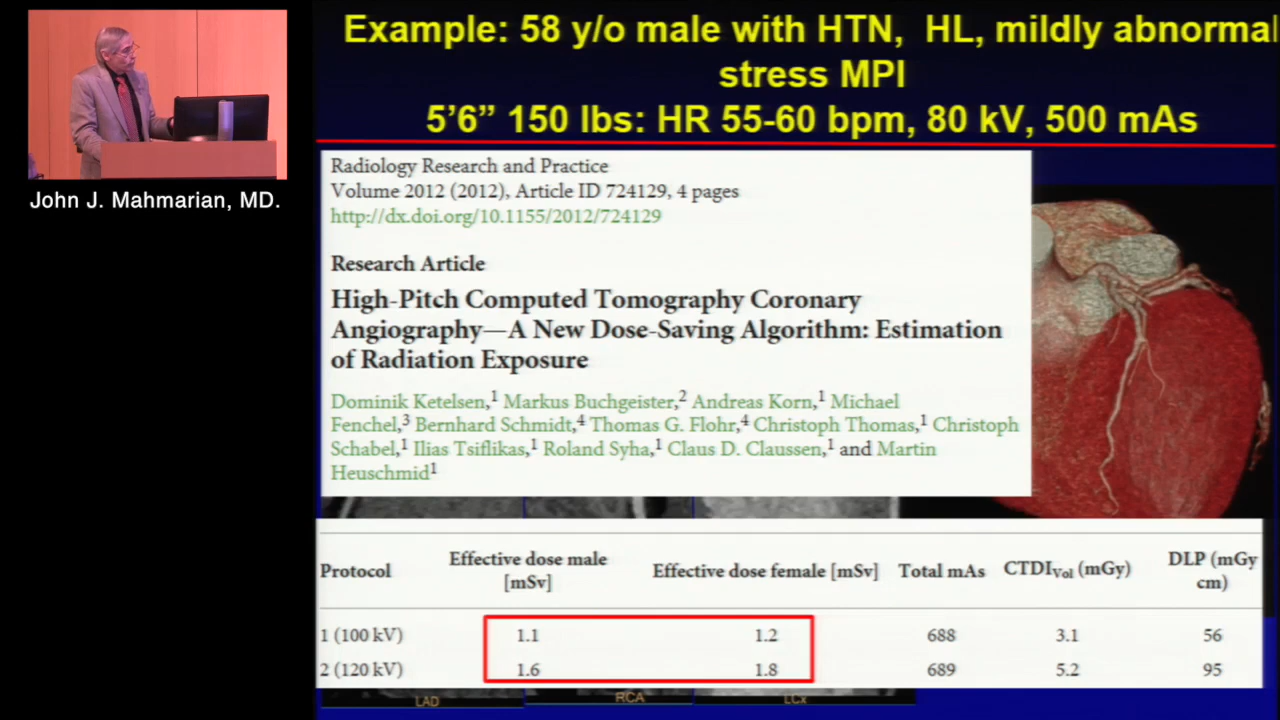 Example: 58 y/o male with HTN, HL, mildly abnormal
stress MPI
5’6” 150 lbs: HR 55-60 bpm, 80 kV, 500 mAs
John J. Mahmarian, MD.
Radiology Research and Practice
Volume 2012 (2012), Article ID 724129, 4 pages
http://dx.doi.org/10.1155/2012/724129
Research Article
High-Pitch Computed Tomography Coronary
Angiography—A New Dose-Saving Algorithm: Estimation
of Radiation Exposure
Dominik Ketelsen,1 Markus Buchgeister,2 Andreas Korn,1 Michael
Fenchel,3 Bernhard Schmidt,4 Thomas G. Flohr,4 Christoph Thomas,1 Christoph
Schabel,1 Ilias Tsiflikas,1 Roland Syha,1 Claus D. Claussen,1 and Martin
Heuschmid1
Protocol Effective dose male [mSv] Effective dose female [mSv] Total mAs CTDIVol (mGy) DLP (mGy cm)
1 (100 kV) 1.1 1.2 688 3.1 56
2 (120 kV) 1.6 1.8 689 5.2 95
LAD RCA LCx